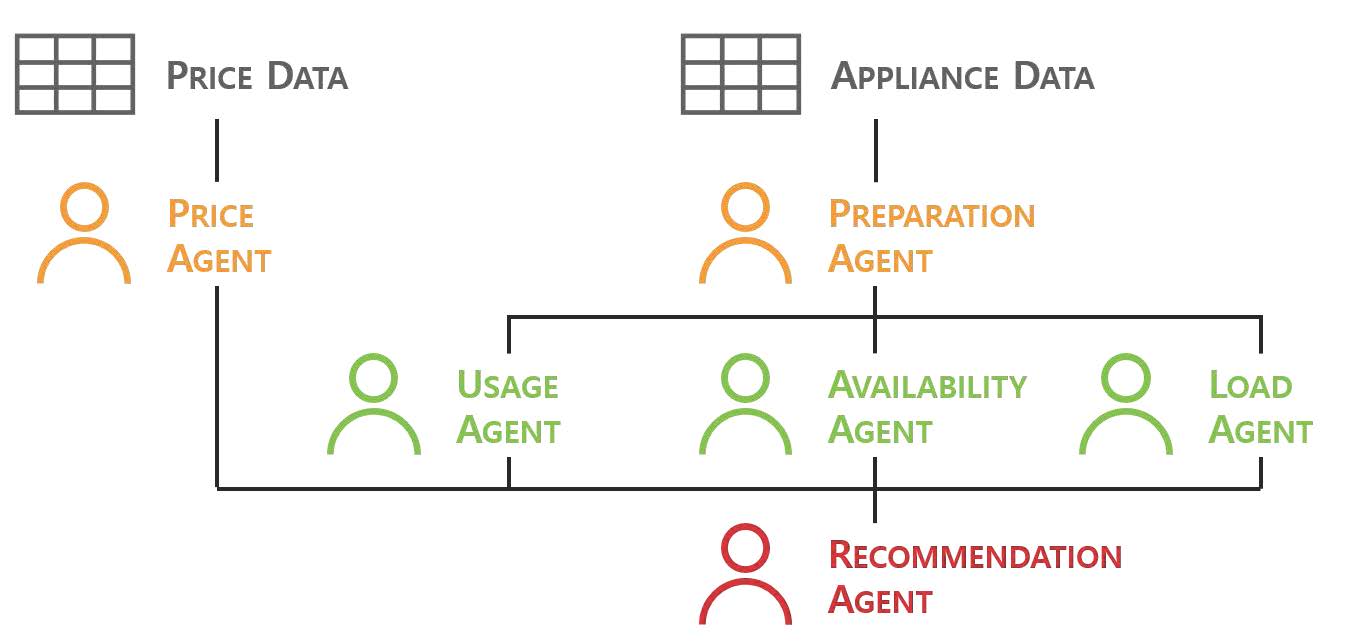 PRICE DATA
APPLIANCE DATA
PRICE
AGENT
PREPARATION
AGENT
USAGE
AGENT
AVAILABILITY
AGENT
LOAD
AGENT
RECOMMENDATION
AGENT